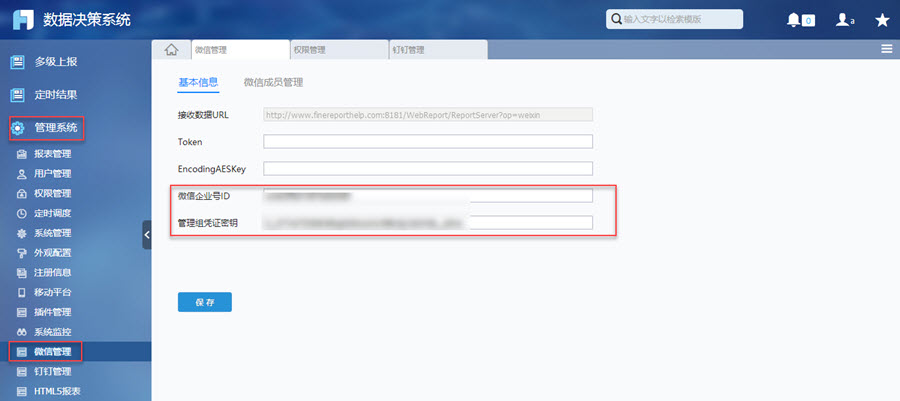 数据决策系统
输入文字以检索模版
0
a
多级上报
定时结果
管理系统
报表管理
用户管理
权限管理
定时调度
系统管理
外观配置
注册信息
移动平台
插件管理
系统监控
微信管理
钉钉管理
HTML5报表
微信管理
权限管理
钉钉管理
基本信息
微信成员管理
接收数据URL
http://www.finereporthelp.com:8181/WebReport/ReportServer?op=weixin
Token
EncodingAESKey
微信企业号ID
管理组凭证密钥
保存